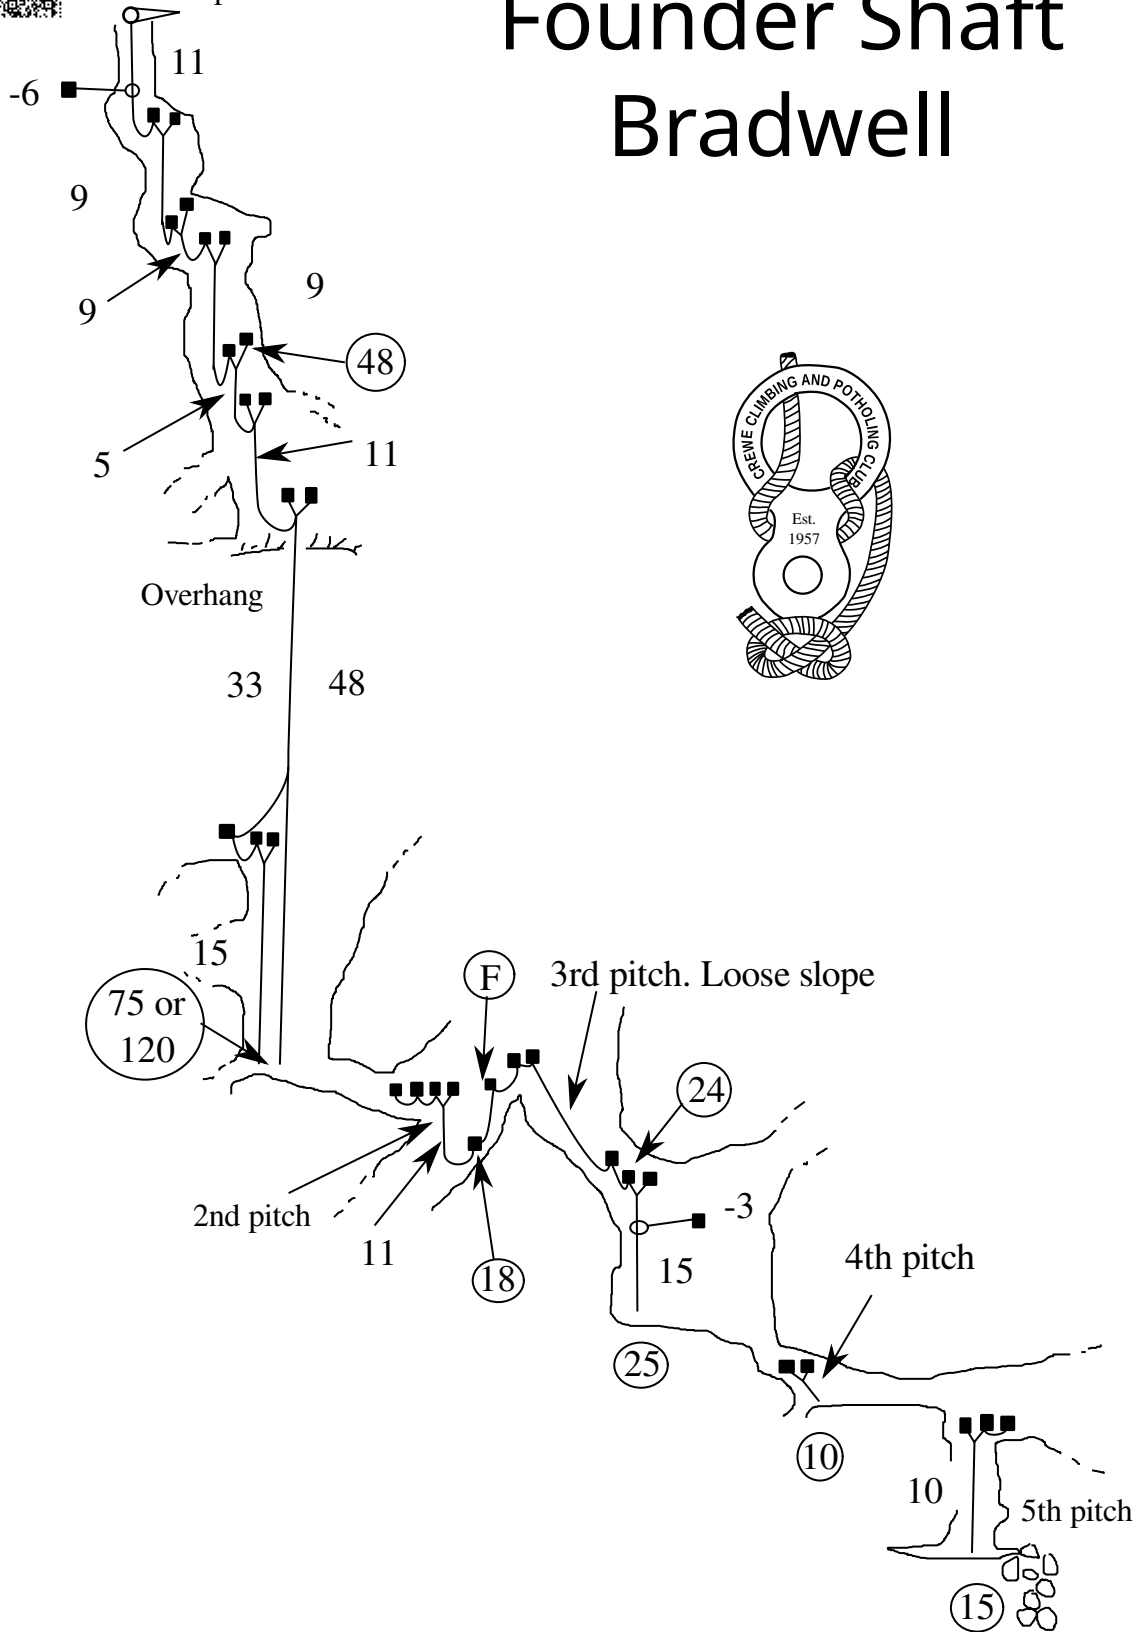 Founder Shaft
Bradwell
11
-6
9
9
9
48
5
11
CREWE CLIMBING AND POTHOLING CLUB
Est.
1957
Overhang
33
48
15
75 or
120
F
3rd pitch. Loose slope
24
2nd pitch
11
18
-3
15
4th pitch
25
10
10
5th pitch
15